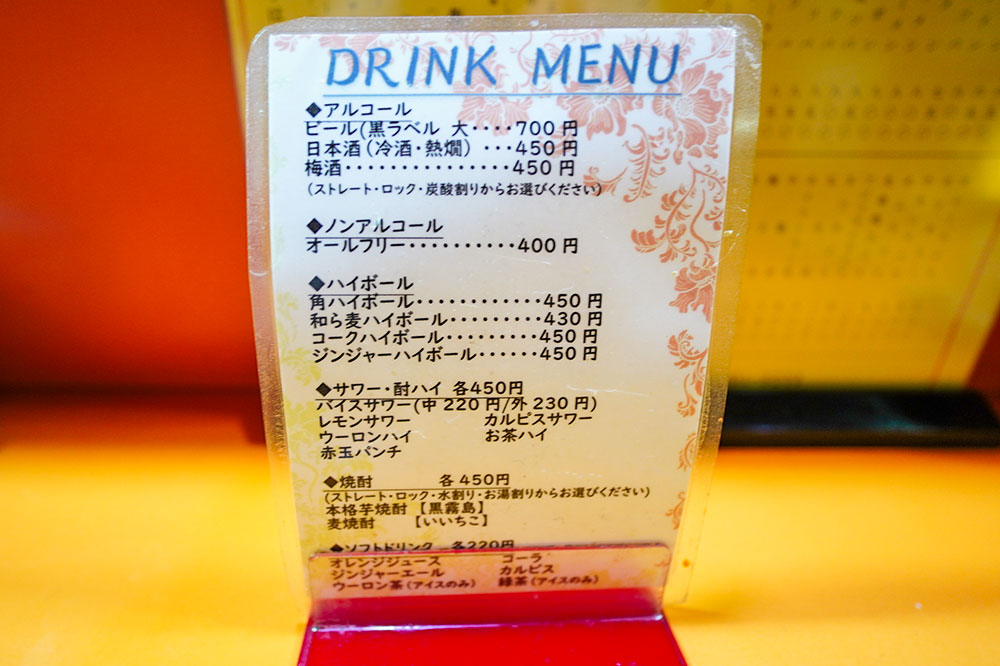 DRINK MENU
◆アルコール
ビール(黒ラベル 大‥‥700円
日本酒(冷酒・熱燗)‥・450円
梅酒・・・・・・・・・・・・・・・450円
(ストレート・ロック・炭酸割りからお選びください)
◆ノンアルコール
オールフリー・・・・・・・・・・400円
◆ハイボール
角ハイボール・・・・・・・・・・・・450円
和ら麦ハイボール・・・・・・・・・430円
コークハイボール・・・・・・・・・450円
ジンジャーハイボール・・・・・・450円
◆サワー・酎ハイ 各450円
バイスサワー(中220円/外230円)
レモンサワー カルピスサワー
ウーロンハイ お茶ハイ
赤玉パンチ
◆焼酎 各450円
(ストレート・ロック・水割り・お湯割りからお選びください)
本格芋焼酎【黒霧島】
麦焼酎 【いいちこ】
◆ソフトドリンク 各220円
オレンジジュース コーラ
ジンジャーエール カルピス
ウーロン茶(アイスのみ) 緑茶(アイスのみ)